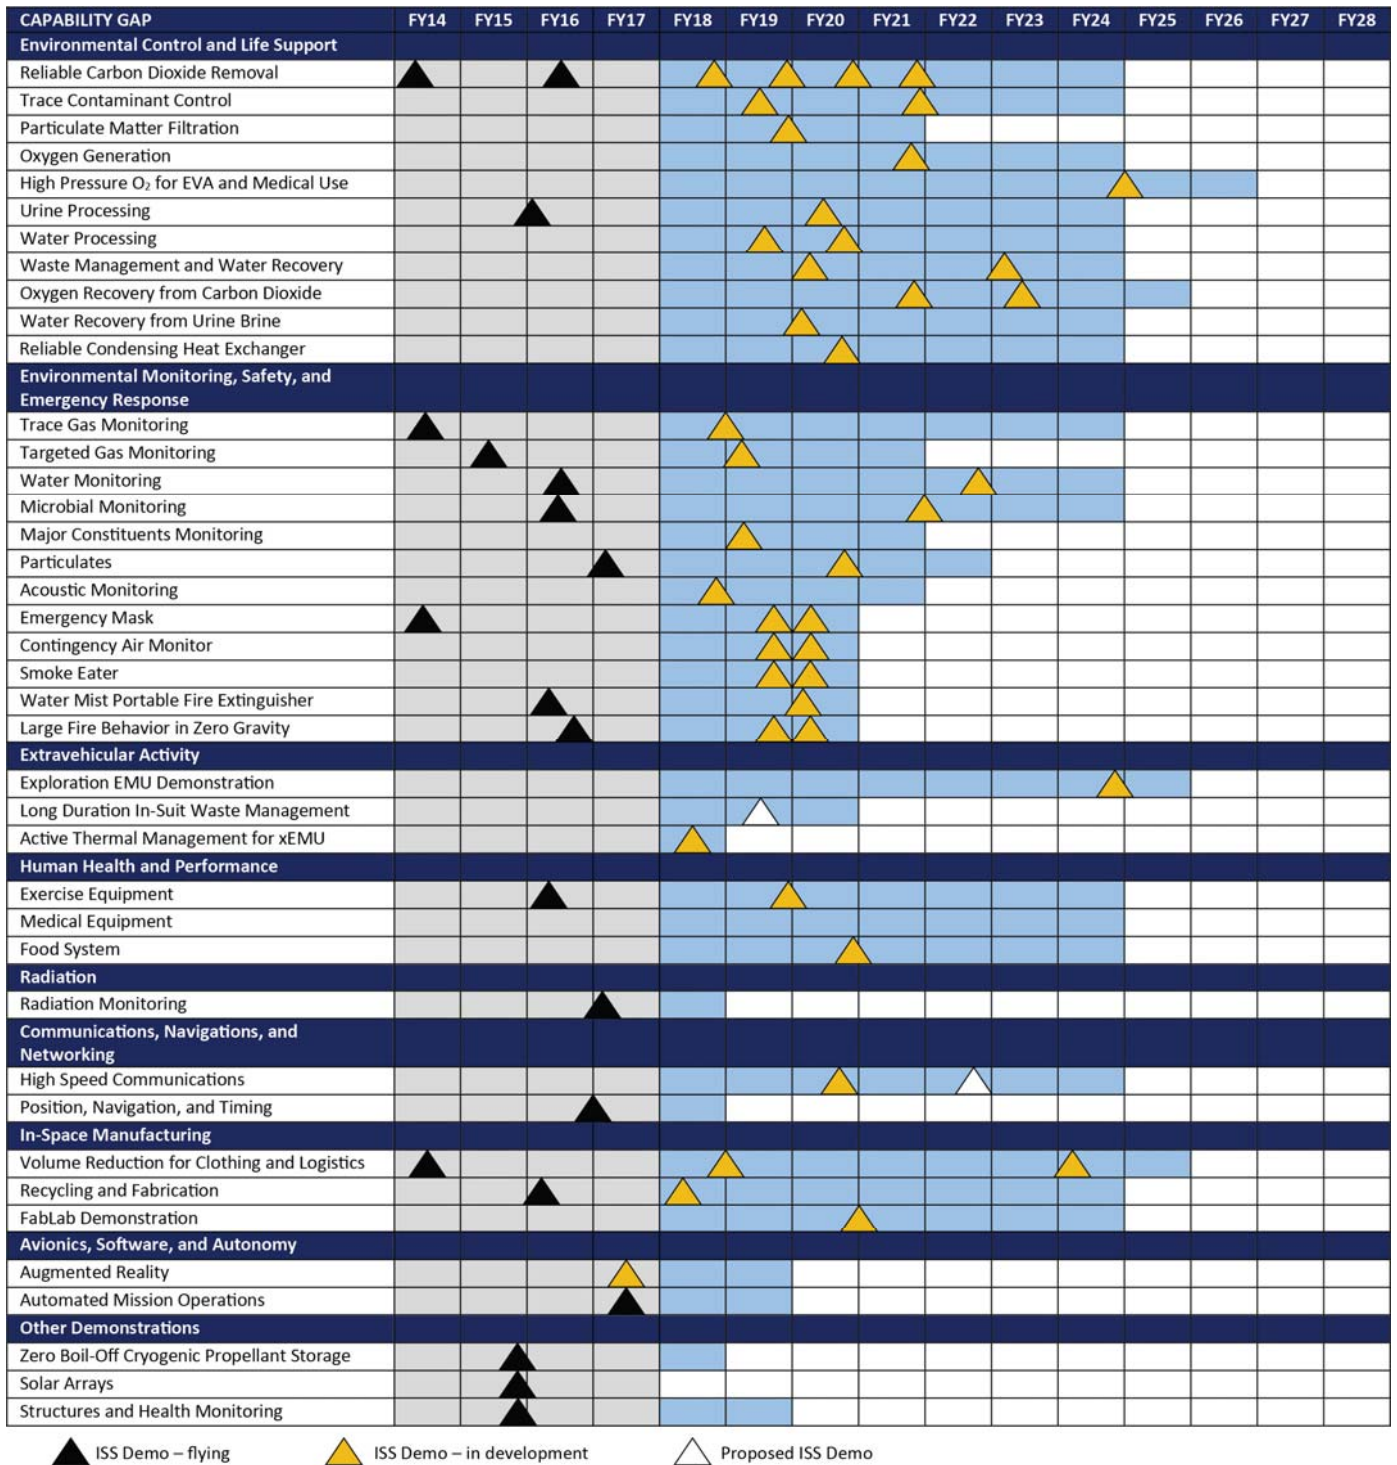 CAPABILITY GAP FY14 FY15 FY16 FY17 FY18 FY19 FY20 FY21 FY22 FY23 FY24 FY25 FY26 FY27 FY28
Environmental Control and Life Support
Reliable Carbon Dioxide Removal
Trace Contaminant Control
Particulate Matter Filtration
Oxygen Generation
High Pressure O₂ for EVA and Medical Use
Urine Processing
Water Processing
Waste Management and Water Recovery
Oxygen Recovery from Carbon Dioxide
Water Recovery from Urine Brine
Reliable Condensing Heat Exchanger
Environmental Monitoring, Safety, and
Emergency Response
Trace Gas Monitoring
Targeted Gas Monitoring
Water Monitoring
Microbial Monitoring
Major Constituents Monitoring
Particulates
Acoustic Monitoring
Emergency Mask
Contingency Air Monitor
Smoke Eater
Water Mist Portable Fire Extinguisher
Large Fire Behavior in Zero Gravity
Extravehicular Activity
Exploration EMU Demonstration
Long Duration In-Suit Waste Management
Active Thermal Management for xEMU
Human Health and Performance
Exercise Equipment
Medical Equipment
Food System
Radiation
Radiation Monitoring
Communications, Navigations, and
Networking
High Speed Communications
Position, Navigation, and Timing
In-Space Manufacturing
Volume Reduction for Clothing and Logistics
Recycling and Fabrication
FabLab Demonstration
Avionics, Software, and Autonomy
Augmented Reality
Automated Mission Operations
Other Demonstrations
Zero Boil-Off Cryogenic Propellant Storage
Solar Arrays
Structures and Health Monitoring
ISS Demo – flying ISS Demo – in development Proposed ISS Demo